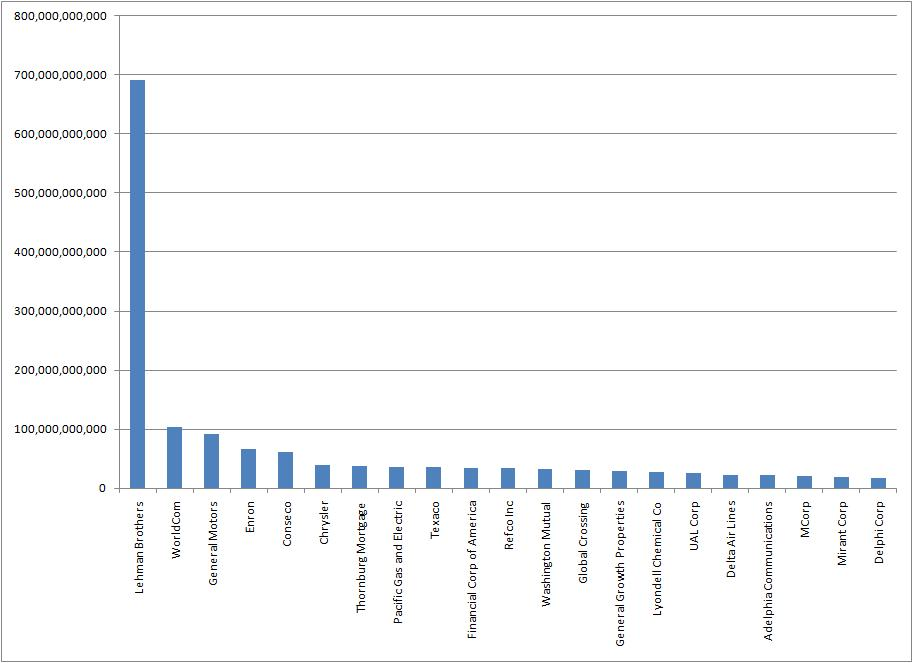 800,000,000,000
700,000,000,000
600,000,000,000
500,000,000,000
400,000,000,000
300,000,000,000
200,000,000,000
100,000,000,000
0
Lehman Brothers
WorldCom
General Motors
Enron
Conseco
Chrysler
Thornburg Mortgage
Pacific Gas and Electric
Texaco
Financial Corp of America
Refco Inc
Washington Mutual
Global Crossing
General Growth Properties
Lyondell Chemical Co
UAL Corp
Delta Air Lines
Adelphia Communications
MCorp
Mirant Corp
Delphi Corp